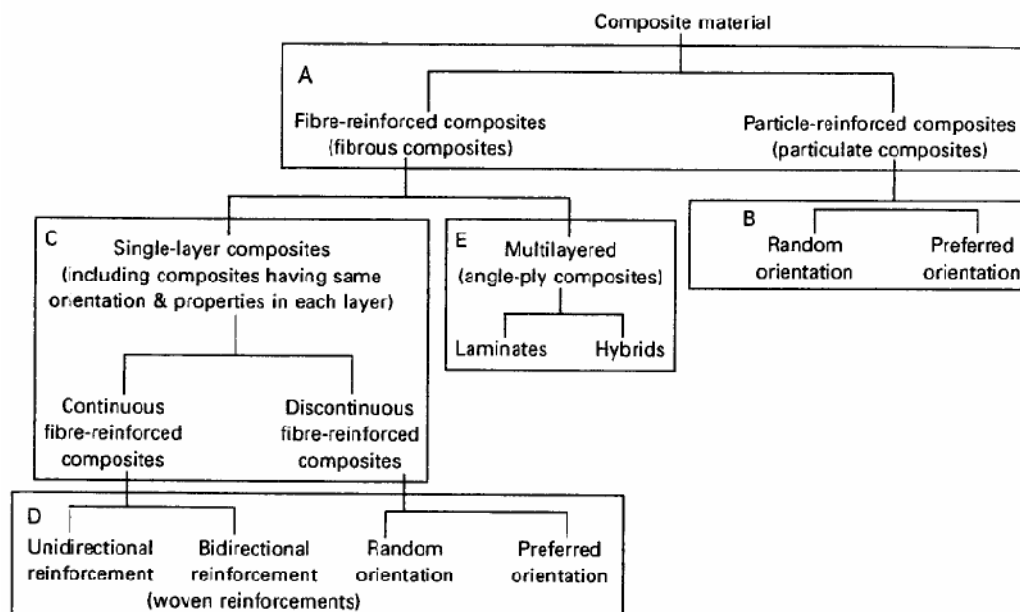 Composite material
A
Fibre-reinforced composites
(fibrous composites)
Particle-reinforced composites
(particulate composites)
C
Single-layer composites
(including composites having same
orientation & properties in each layer)
E
Multilayered
(angle-ply composites)
Laminates Hybrids
B
Random
orientation
Preferred
orientation
Continuous
fibre-reinforced
composites
Discontinuous
fibre-reinforced
composites
D
Unidirectional
reinforcement
Bidirectional
reinforcement
(woven reinforcements)
Random
orientation
Preferred
orientation